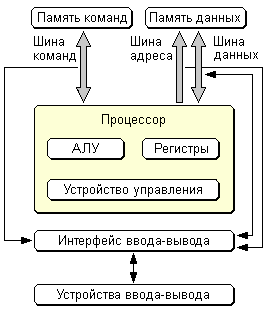 Память команд
Память данных
Шина
команд
Шина
адреса
Шина
данных
Процессор
АЛУ
Регистры
Устройство управления
Интерфейс ввода-вывода
Устройства ввода-вывода